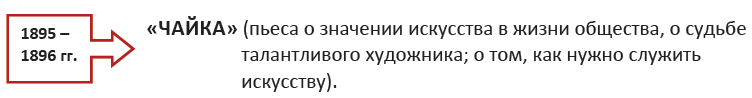 1895 –
1896 гг.
«ЧАЙКА» (пьеса о значении искусства в жизни общества, о судьбе
талантливого художника; о том, как нужно служить
искусству).